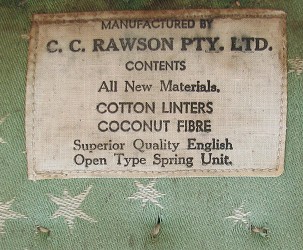 MANUFACTURED BY
C. C. RAWSON PTY. LTD.
CONTENTS
All New Materials.
COTTON LINTERS
COCONUT FIBRE
Superior Quality English
Open Type Spring Unit.